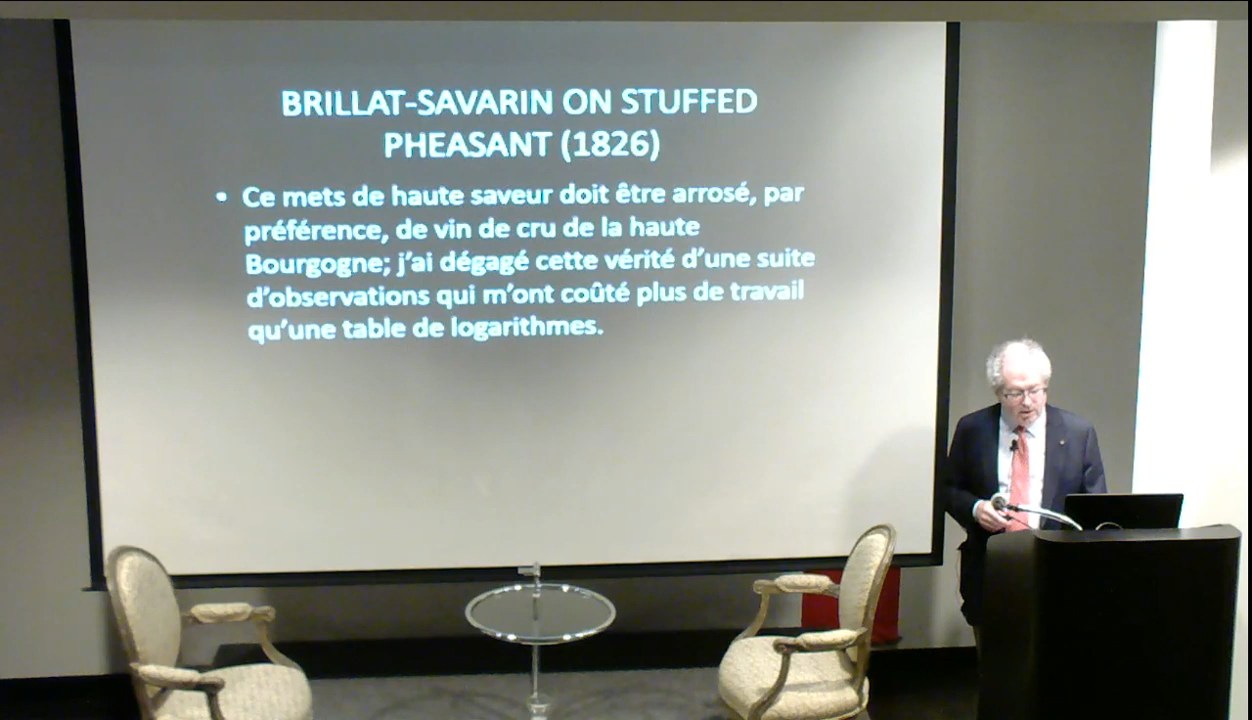 BRILLAT-SAVARIN ON STUFFED
PHEASANT (1826)
• Ce mets de haute saveur doit être arrosé, par
préférence, de vin de cru de la haute
Bourgogne; j'ai dégagé cette vérité d'une suite
d'observations qui m'ont coûté plus de travail
qu'une table de logarithmes.